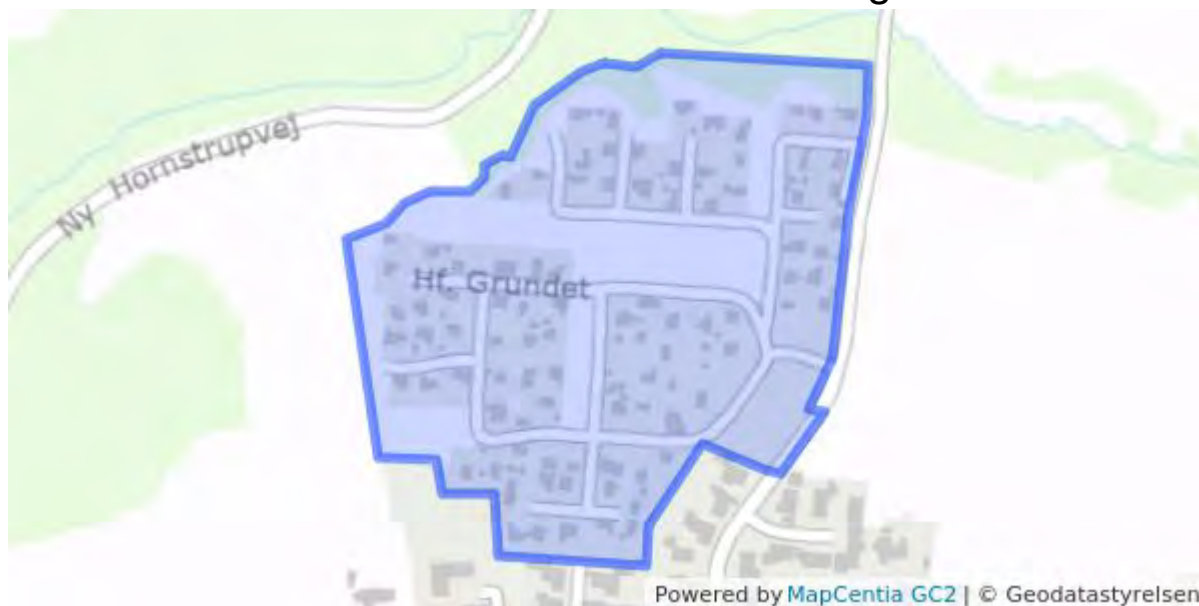 Ny Hornstrupvej
Hf. Grundet
Powered by MapCentia GC2 | © Geodatastyrelsen